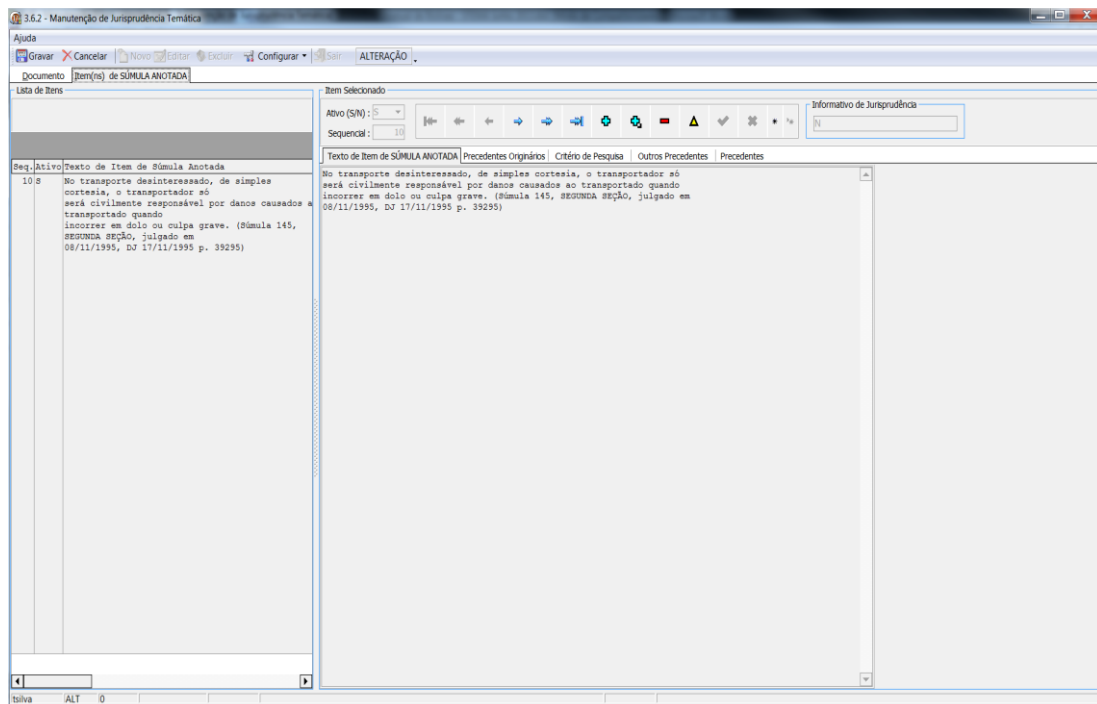 3.6.2 - Manutenção de Jurisprudência Temática
Ajuda
Gravar Cancelar Novo Editar Excluir Configurar Sair ALTERAÇÃO
Documento Item(ns) de SÚMULA ANOTADA
Lista de Itens
Seq. Ativo Texto de Item de Súmula Anotada
10 S No transporte desinteressado, de simples
cortesia, o transportador só
será civilmente responsável por danos causados a
transportado quando
incorrer em dolo ou culpa grave. (Súmula 145,
SEGUNDA SEÇÃO, julgado em
08/11/1995, DJ 17/11/1995 p. 39295)
Item Selecionado
Ativo (S/N) : S
Sequencial : 10
Informativo de Jurisprudência
N
Texto de Item de SÚMULA ANOTADA Precedentes Originários Critério de Pesquisa Outros Precedentes Precedentes
No transporte desinteressado, de simples cortesia, o transportador só
será civilmente responsável por danos causados ao transportado quando
incorrer em dolo ou culpa grave. (Súmula 145, SEGUNDA SEÇÃO, julgado em
08/11/1995, DJ 17/11/1995 p. 39295)
tsilva ALT 0